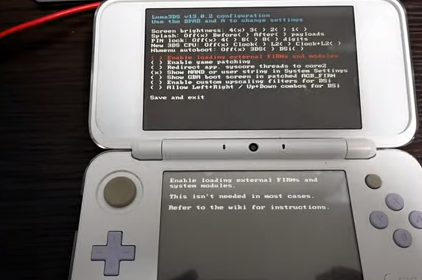 Luma3DS v13.0.2 configuration
Use the DPAD and A to change settings
Screen brightness: 4(x) 3( ) 2( ) 1( )
Splash: Off(x) Before( ) After( ) payloads
PIN lock: Off(x) 4( ) 6( ) 8( ) digits
New 3DS CPU: Off(x) Clock( ) L2( ) Clock+L2( )
Hbmenu autoboot: Off(x) 3DS( ) DSi( )
( ) Enable loading external FIRMs and modules
( ) Enable game patching
( ) Redirect app. syscore threads to core2
(x) Show NAND or user string in System Settings
( ) Show GBA boot screen in patched AGB_FIRM
( ) Enable custom upscaling filters for DSi
( ) Allow Left+Right / Up+Down combos for DSi
Save and exit
Enable loading external FIRMs and
system modules.
This isn't needed in most cases.
Refer to the wiki for instructions.